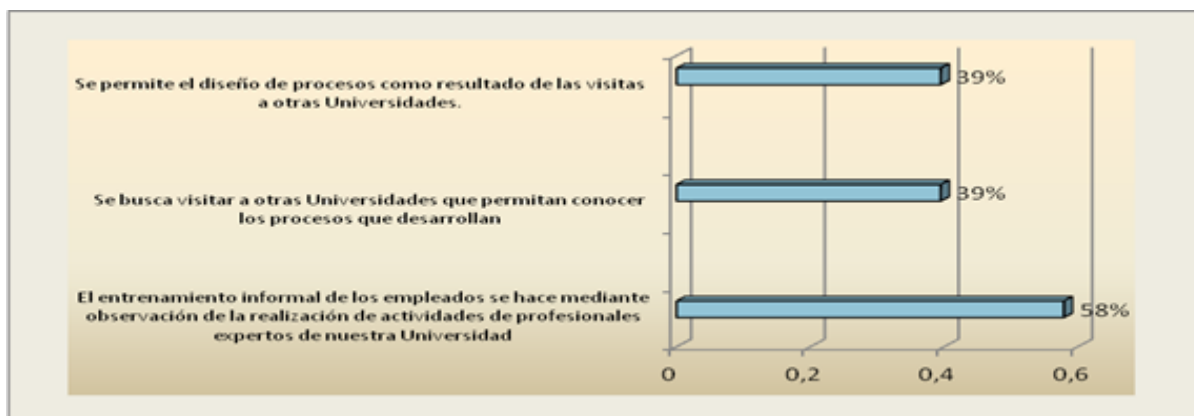 Se permite el diseño de procesos como resultado de las visitas
a otras Universidades.
39%
Se busca visitar a otras Universidades que permitan conocer
los procesos que desarrollan
39%
El entrenamiento informal de los empleados se hace mediante
observación de la realización de actividades de profesionales
expertos de nuestra Universidad
58%
0 0,2 0,4 0,6